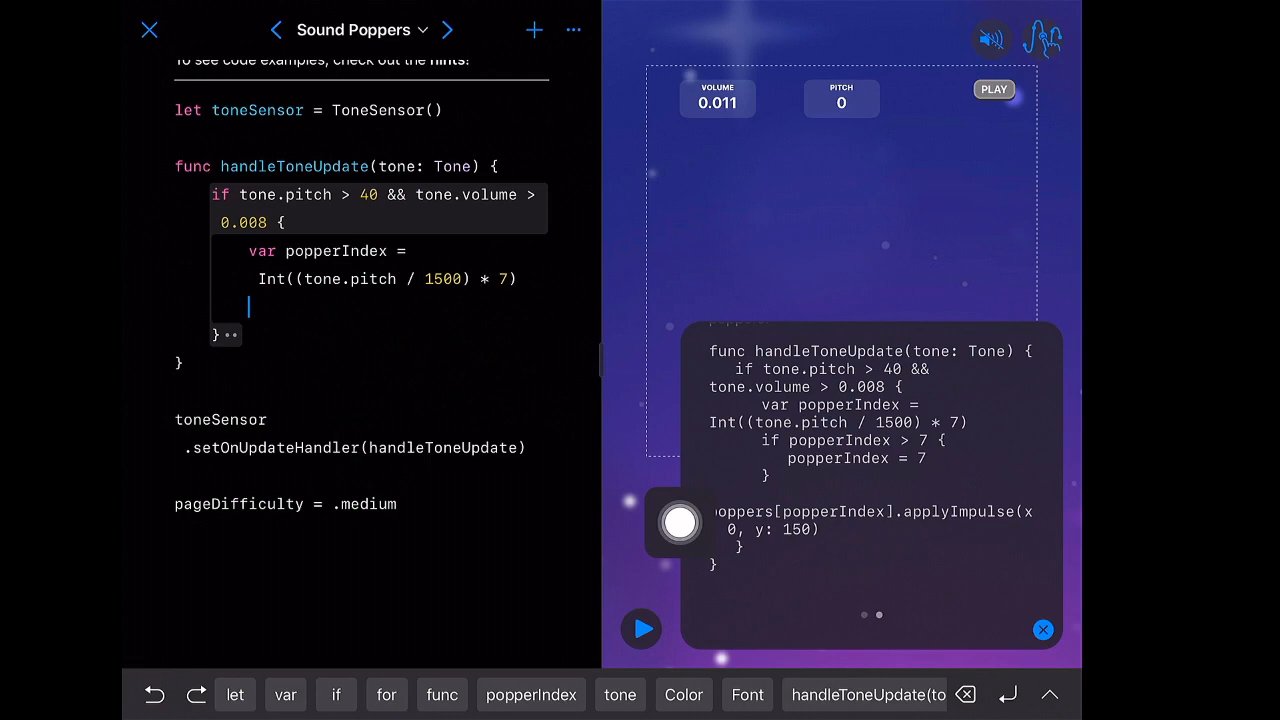 Sound Poppers
To see code examples, check out the hints!
let toneSensor = ToneSensor()
func handleToneUpdate(tone: Tone) {
if tone.pitch > 40 && tone.volume >
0.008 {
var popperIndex =
Int((tone.pitch / 1500) * 7)
}
}
toneSensor
.setOnUpdateHandler(handleToneUpdate)
pageDifficulty = .medium
VOLUME
0.011
PITCH
0
PLAY
func handleToneUpdate(tone: Tone) {
if tone.pitch > 40 &&
tone.volume > 0.008 {
var popperIndex =
Int((tone.pitch / 1500) * 7)
if popperIndex > 7 {
popperIndex = 7
}
poppers[popperIndex].applyImpulse(x
0, y: 150)
}
}
let var if for func popperIndex tone Color Font handleToneUpdate(to